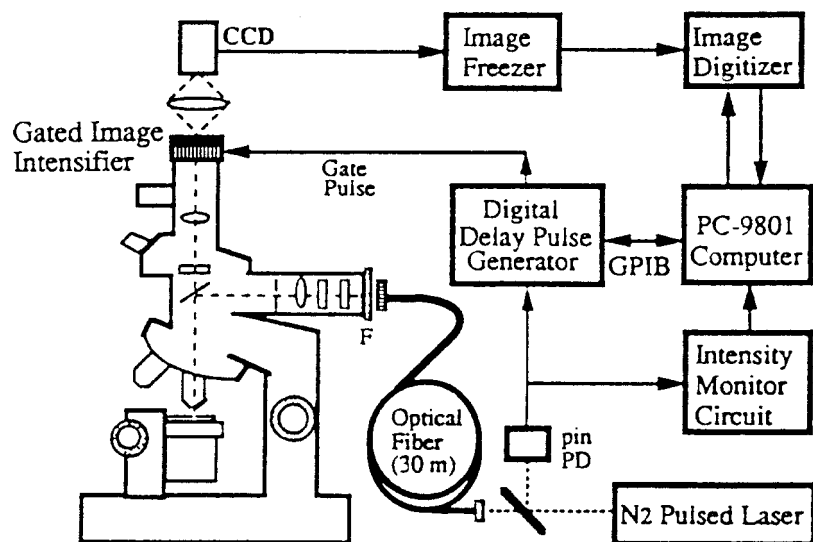 CCD
Image
Freezer
Image
Digitizer
Gated Image
Intensifier
Gate
Pulse
Digital
Delay Pulse
Generator
GPIB
PC-9801
Computer
F
Intensity
Monitor
Circuit
Optical
Fiber
(30 m)
pin
PD
N2 Pulsed Laser